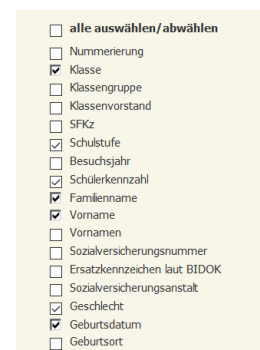 alle auswählen/abwählen
Nummerierung
Klasse
Klassengruppe
Klassenvorstand
SFKz
Schulstufe
Besuchsjahr
Schülerkennzahl
Familienname
Vorname
Vornamen
Sozialversicherungsnummer
Ersatzkennzeichen laut BIDOK
Sozialversicherungsanstalt
Geschlecht
Geburtsdatum
Geburtsort